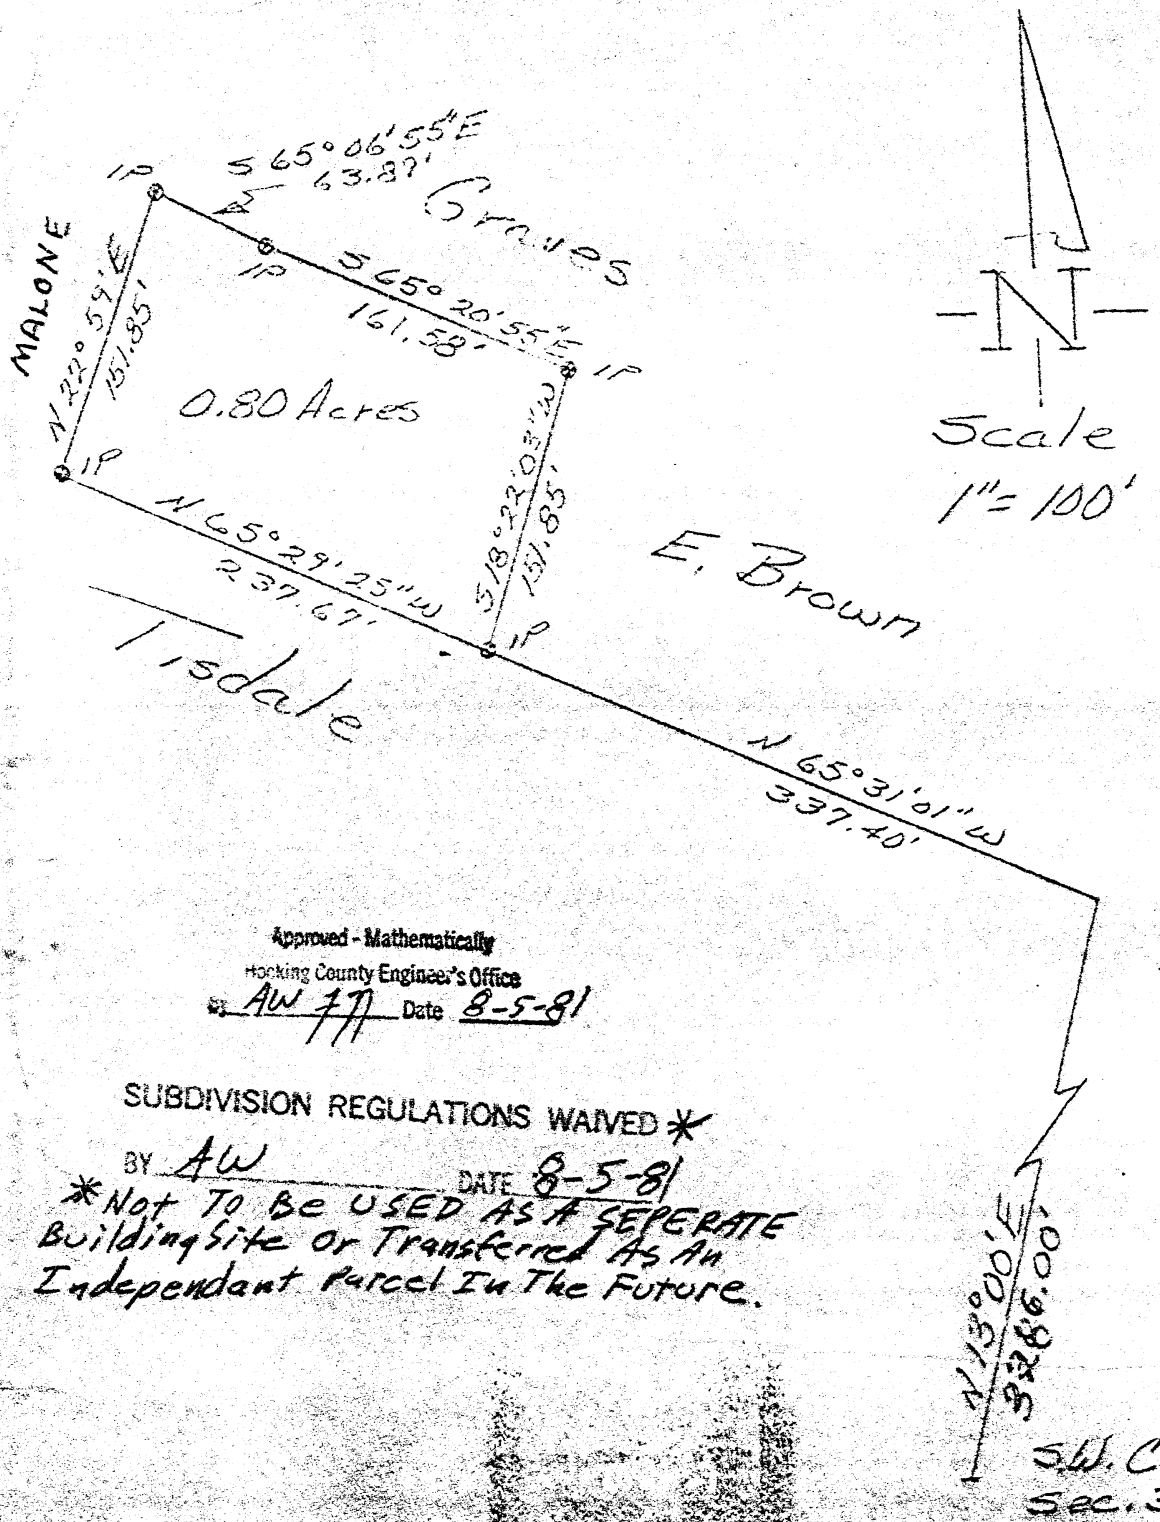 S 65° 06' 55" E
63.87'
IP
Graves
MALONE
N 22° 59' E
151.85'
IP
S 65° 20' 55" E
161.58'
IP
0.80 Acres
S 18° 22' 03" W
151.85'
IP
N 65° 29' 25" W
237.67'
IP
Tisdale
N
Scale
1" = 100'
E. Brown
N 65° 31' 01" W
337.40'
Approved - Mathematically
Hocking County Engineer's Office
By AW Date 8-5-81
SUBDIVISION REGULATIONS WAIVED *
BY AW DATE 8-5-81
* Not To Be USED AS A SEPERATE
Building Site Or Transferred As An
Independant Parcel In The Future.
N 13° 00' E
3286.00'
S.W. C
Sec.